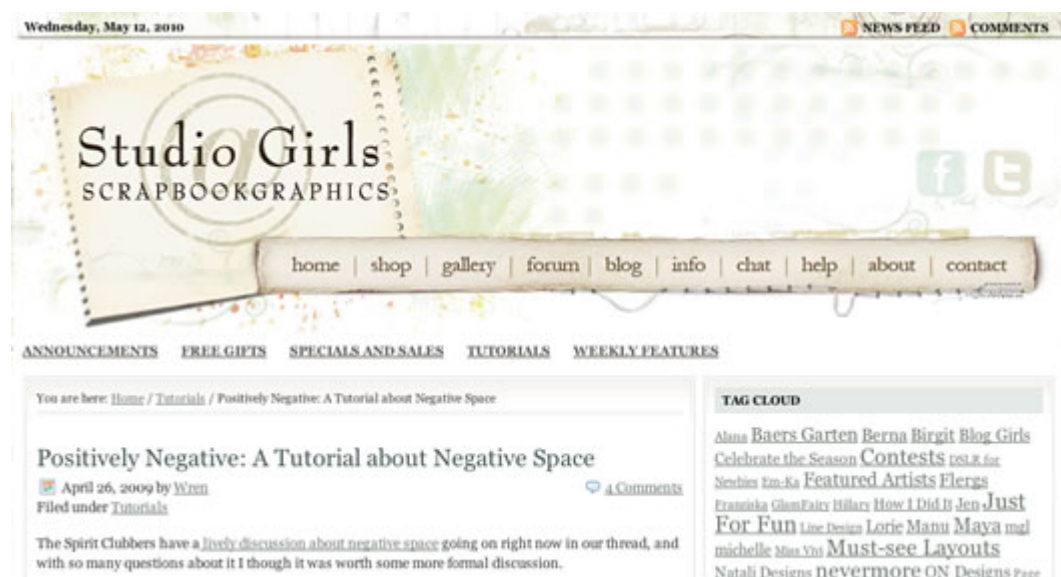 Wednesday, May 12, 2010
NEWS FEED COMMENTS
@
Studio Girls
SCRAPBOOKGRAPHICS
f t
home | shop | gallery | forum | blog | info | chat | help | about | contact
ANNOUNCEMENTS FREE GIFTS SPECIALS AND SALES TUTORIALS WEEKLY FEATURES
You are here: Home / Tutorials / Positively Negative: A Tutorial about Negative Space
Positively Negative: A Tutorial about Negative Space
April 26, 2009 by Wren
4 Comments
Filed under Tutorials
The Spirit Clubbers have a lively discussion about negative space going on right now in our thread, and
with so many questions about it I though it was worth some more formal discussion.
TAG CLOUD
Alana Baers Garten Berna Birgit Blog Girls
Celebrate the Season Contests DSLR for
Newbies Em-Ka Featured Artists Flergs
Franziska GlamFairy Hillary How I Did It Jen Just
For Fun Line Design Lorie Manu Maya mgl
michelle Miss Vivi Must-see Layouts
Natali Designs nevermore ON Designs Page